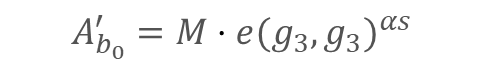 A′_{b_0} = M · e(g_3, g_3)^{αs}